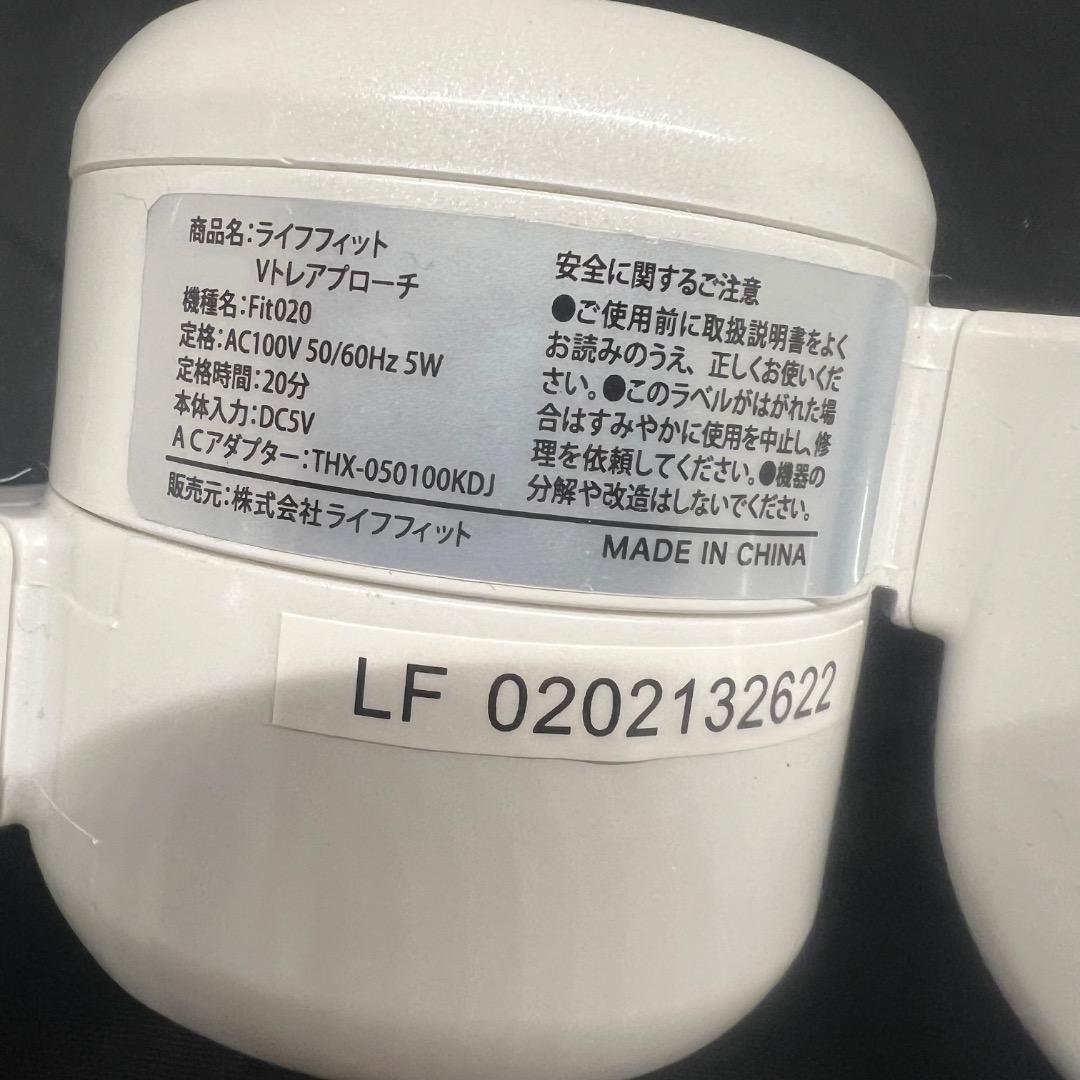 商品名：ライフフィット
Vトレアプローチ
機種名：Fit020
定格：AC100V 50/60Hz 5W
定格時間：20分
本体入力：DC5V
ACアダプター：THX-050100KDJ
販売元：株式会社ライフフィット
安全に関するご注意
●ご使用前に取扱説明書をよく
お読みのうえ、正しくお使いくだ
さい。●このラベルがはがれた場
合はすみやかに使用を中止し、修
理を依頼してください。●機器の
分解や改造はしないでください。
MADE IN CHINA
LF 0202132622